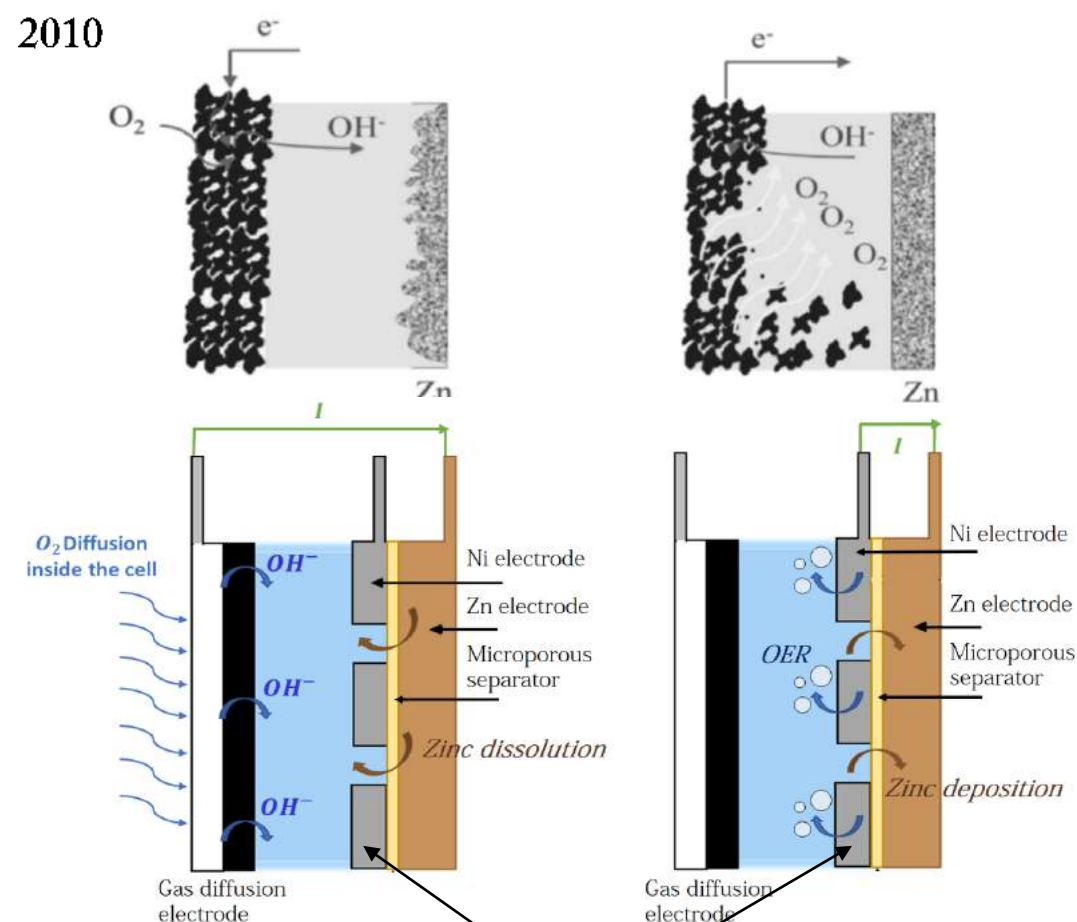 2010
e⁻
O₂
OH⁻
Zn
e⁻
OH⁻
O₂
O₂
O₂
Zn
I
O₂ Diffusion
inside the cell
OH⁻
OH⁻
OH⁻
Ni electrode
Zn electrode
Microporous
separator
Zinc dissolution
Gas diffusion
electrode
I
Ni electrode
Zn electrode
Microporous
separator
OER
Zinc deposition
Gas diffusion
electrode